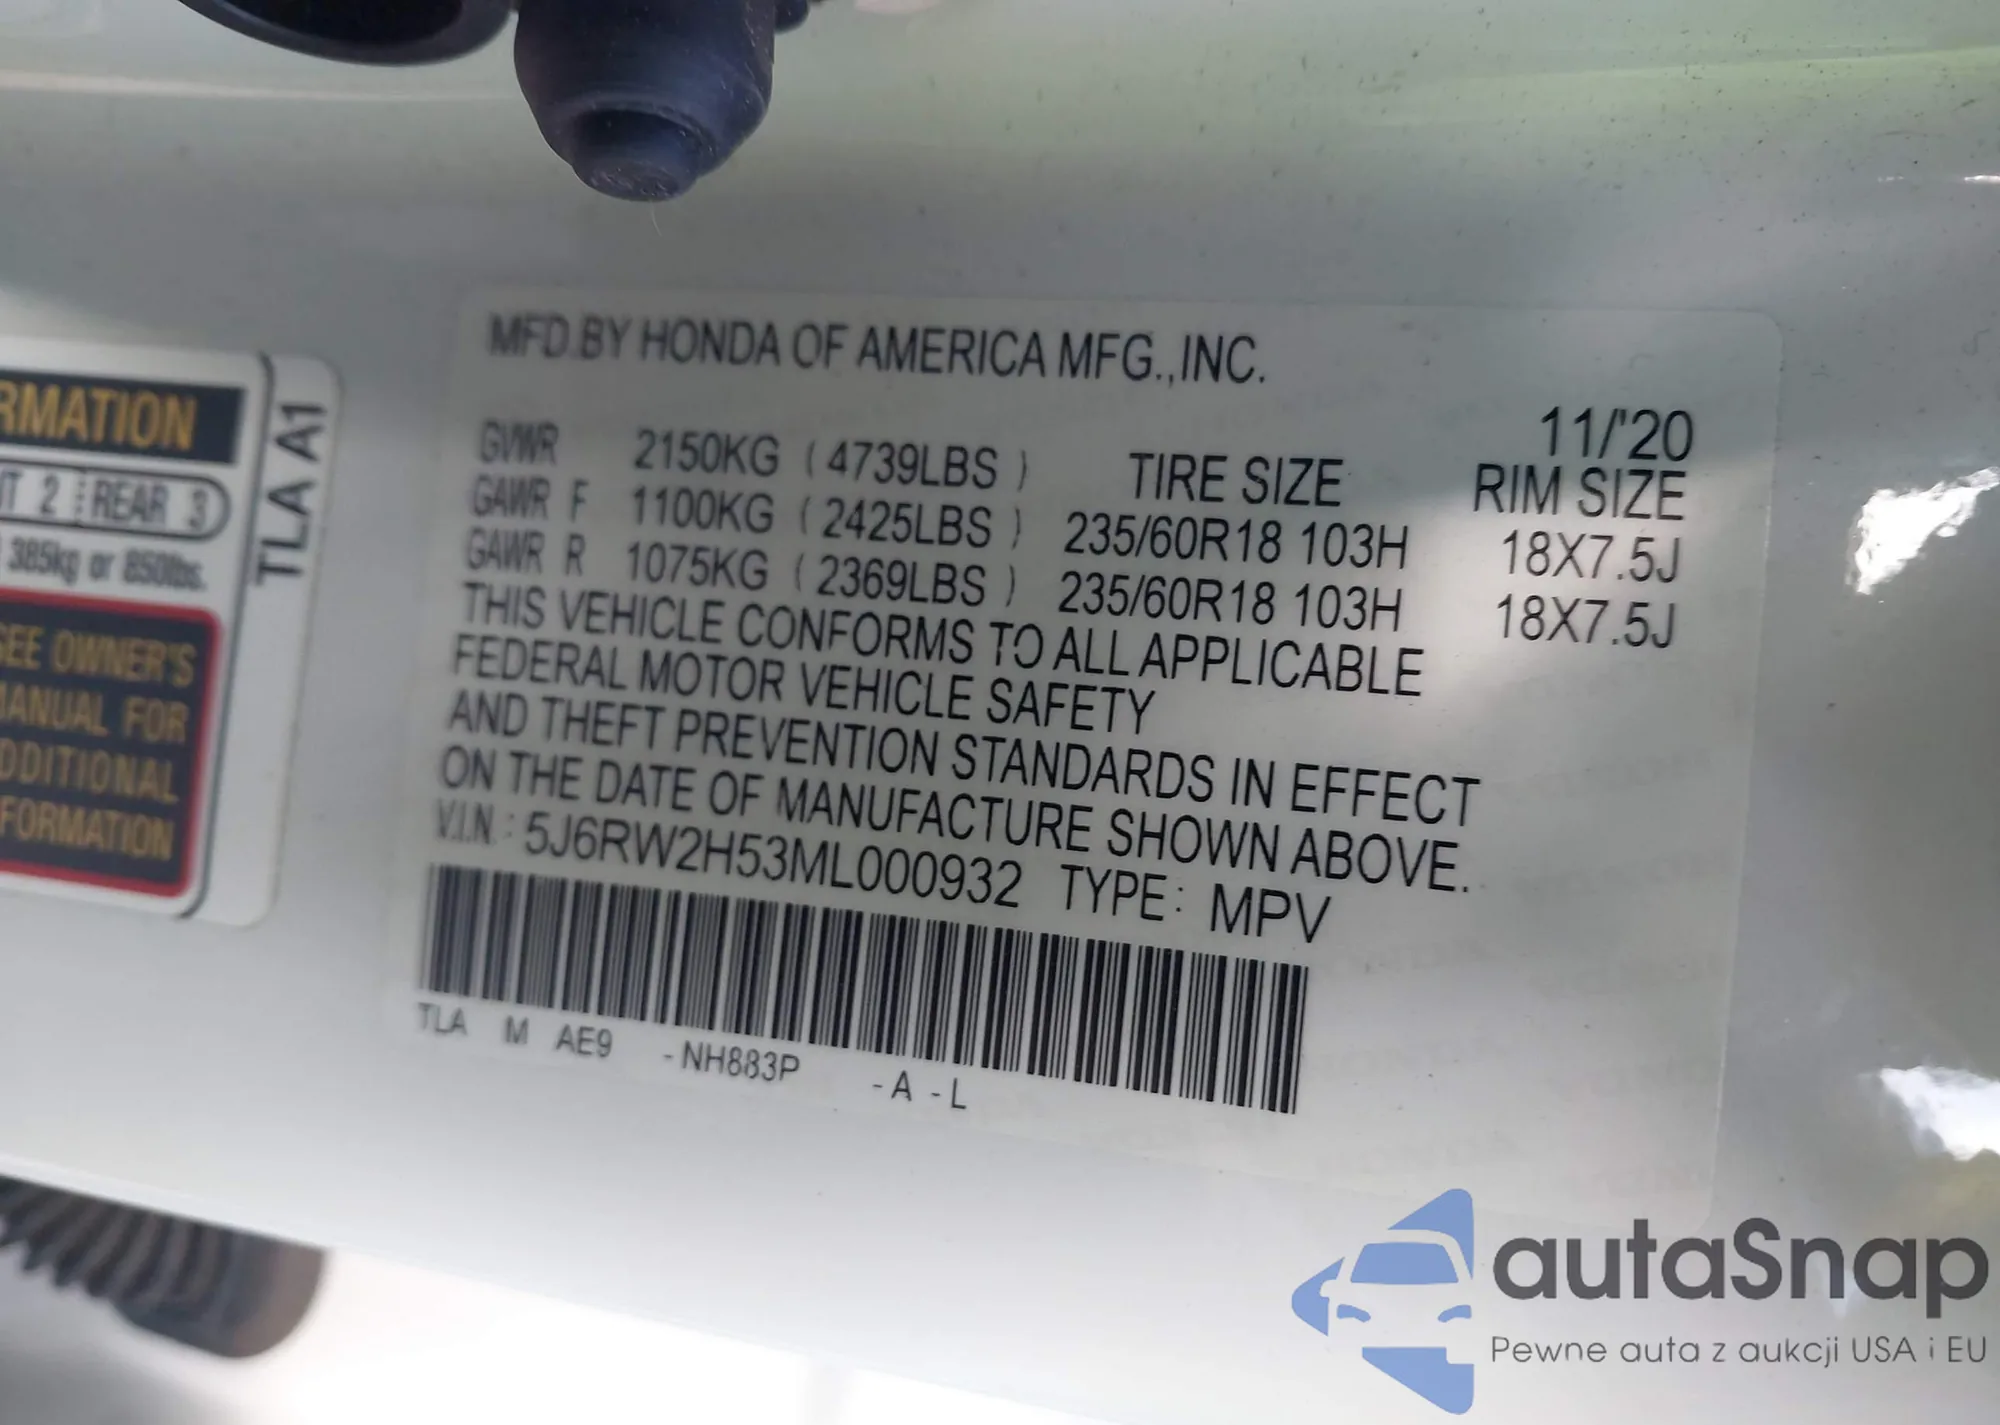 MFD.BY HONDA OF AMERICA MFG.,INC.
11/'20
GVWR 2150KG ( 4739LBS ) TIRE SIZE RIM SIZE
GAWR F 1100KG ( 2425LBS ) 235/60R18 103H 18X7.5J
GAWR R 1075KG ( 2369LBS ) 235/60R18 103H 18X7.5J
THIS VEHICLE CONFORMS TO ALL APPLICABLE
FEDERAL MOTOR VEHICLE SAFETY
AND THEFT PREVENTION STANDARDS IN EFFECT
ON THE DATE OF MANUFACTURE SHOWN ABOVE.
V.I.N.: 5J6RW2H53ML000932 TYPE: MPV
TLA M AE9 -NH883P -A -L
RMATION
T 2 REAR 3
385kg or 850lbs.
SEE OWNER'S
MANUAL FOR
DDITIONAL
FORMATION
TLA A1
autaSnap
Pewne auta z aukcji USA i EU